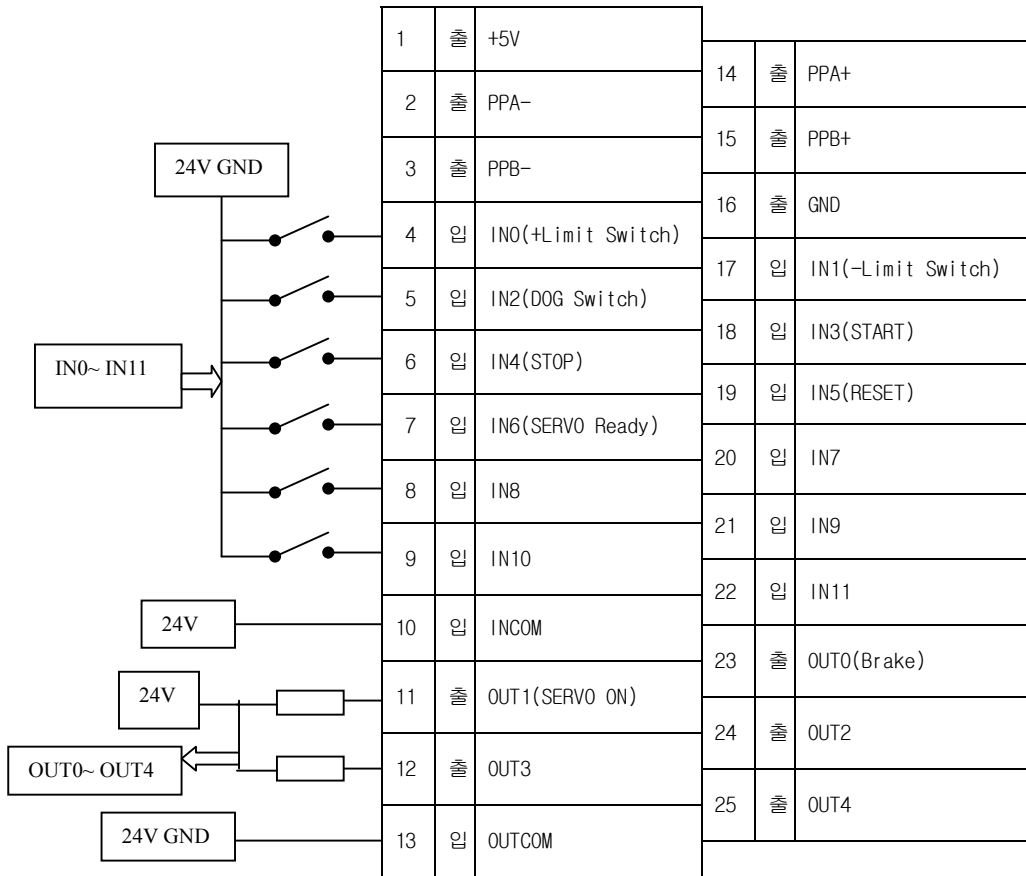 24V GND
IN0~ IN11
24V
24V
OUT0~ OUT4
24V GND
1 출 +5V
2 출 PPA-
3 출 PPB-
4 입 IN0(+Limit Switch)
5 입 IN2(DOG Switch)
6 입 IN4(STOP)
7 입 IN6(SERVO Ready)
8 입 IN8
9 입 IN10
10 입 INCOM
11 출 OUT1(SERVO ON)
12 출 OUT3
13 입 OUTCOM
14 출 PPA+
15 출 PPB+
16 출 GND
17 입 IN1(-Limit Switch)
18 입 IN3(START)
19 입 IN5(RESET)
20 입 IN7
21 입 IN9
22 입 IN11
23 출 OUT0(Brake)
24 출 OUT2
25 출 OUT4